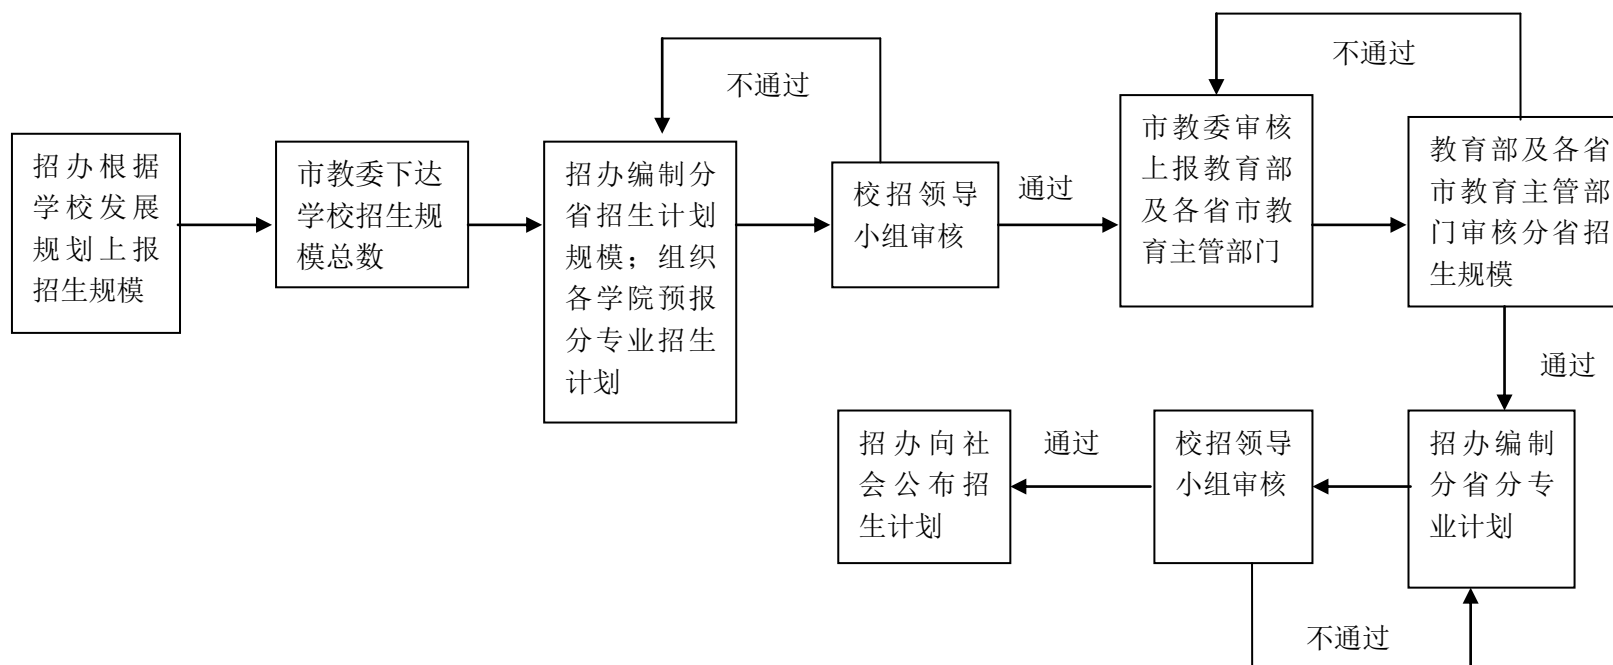 招办根据
学校发展
规划上报
招生规模
市教委下达
学校招生规
模总数
招办编制分
省招生计划
规模；组织
各学院预报
分专业招生
计划
不通过
校招领导
小组审核
通过
市教委审核
上报教育部
及各省市教
育主管部门
不通过
教育部及各省
市教育主管部
门审核分省招
生规模
通过
招办编制
分省分专
业计划
校招领导
小组审核
不通过
通过
招办向社
会公布招
生计划